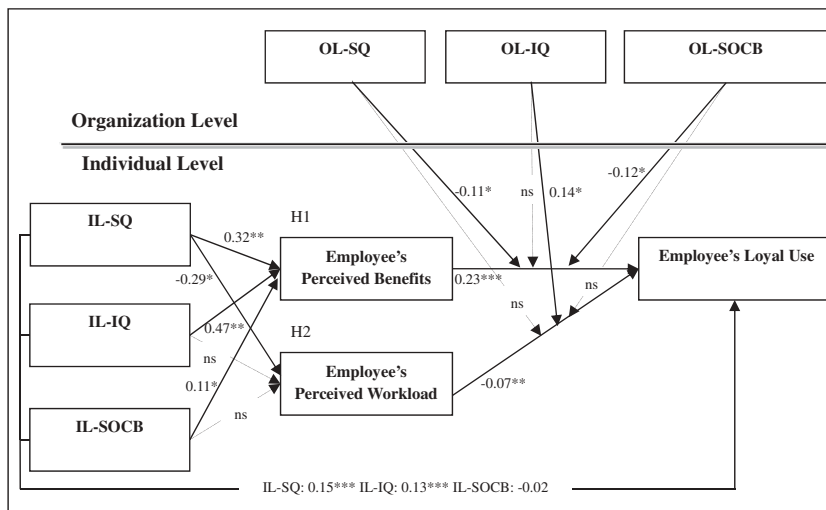 OL-SQ
OL-IQ
OL-SOCB
Organization Level
Individual Level
-0.11*
ns
0.14*
-0.12*
IL-SQ
H1
0.32**
Employee's
Perceived Benefits
0.23***
Employee's Loyal Use
-0.29*
ns
ns
IL-IQ
0.47**
H2
ns
Employee's
Perceived Workload
-0.07**
0.11*
IL-SOCB
ns
IL-SQ: 0.15*** IL-IQ: 0.13*** IL-SOCB: -0.02